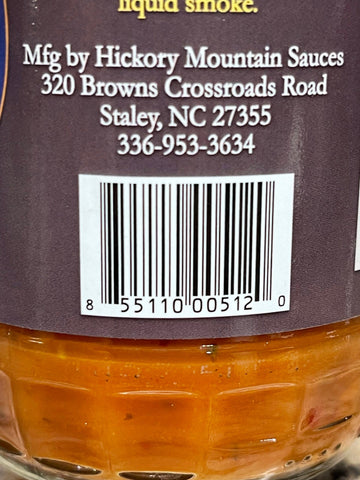 liquid smoke.
Mfg by Hickory Mountain Sauces
320 Browns Crossroads Road
Staley, NC 27355
336-953-3634
8 55110 00512 0